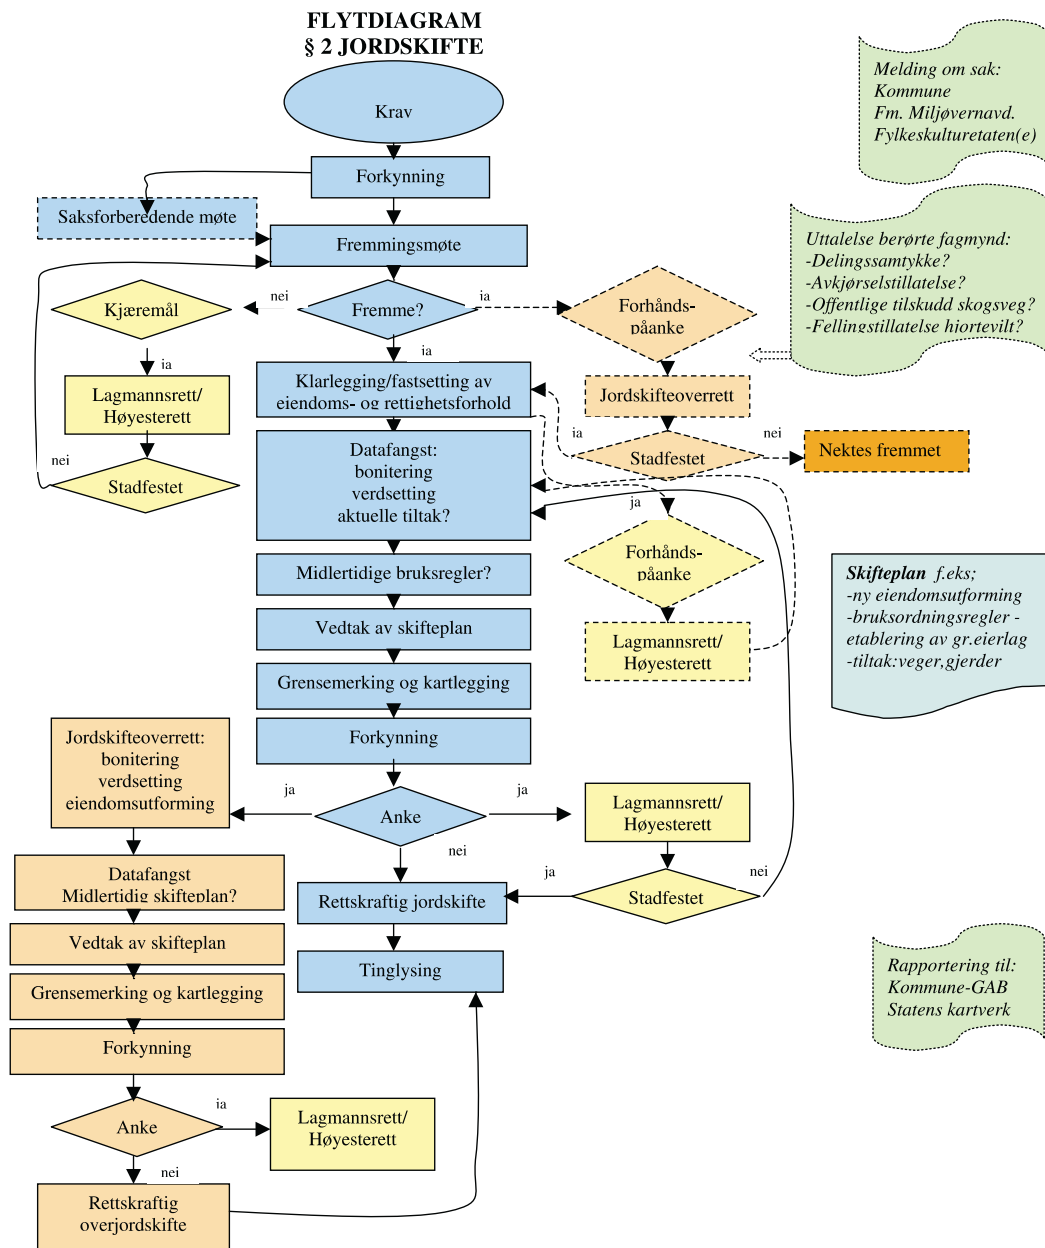 FLYTDIAGRAM
§ 2 JORDSKIFTE
Krav
Melding om sak:
Kommune
Fm. Miljøvernavd.
Fylkeskulturetaten(e)
Forkynning
Saksforberedende møte
Fremmingsmøte
Uttalelse berørte fagmynd:
-Delingssamtykke?
-Avkjørselstillatelse?
-Offentlige tilskudd skogsveg?
-Fellingstillatelse hjortevilt?
Kjæremål
nei
Fremme?
ja
Forhånds-
påanke
ja
ja
Lagmannsrett/
Høyesterett
Klarlegging/fastsetting av
eiendoms- og rettighetsforhold
Jordskifteoverrett
nei
Stadfestet
Datafangst:
bonitering
verdsetting
aktuelle tiltak?
ja
Stadfestet
nei
Nektes fremmet
ja
Forhånds-
påanke
Midlertidige bruksregler?
Skifteplan f.eks;
-ny eiendomsutforming
-bruksordningsregler -
etablering av gr.eierlag
-tiltak:veger,gjerder
Vedtak av skifteplan
Lagmannsrett/
Høyesterett
Grensemerking og kartlegging
Forkynning
Jordskifteoverrett:
bonitering
verdsetting
eiendomsutforming
ja
Anke
ja
Lagmannsrett/
Høyesterett
nei
Datafangst
Midlertidig skifteplan?
Rettskraftig jordskifte
ja
Stadfestet
nei
Vedtak av skifteplan
Tinglysing
Grensemerking og kartlegging
Rapportering til:
Kommune-GAB
Statens kartverk
Forkynning
Anke
ja
Lagmannsrett/
Høyesterett
nei
Rettskraftig
overjordskifte